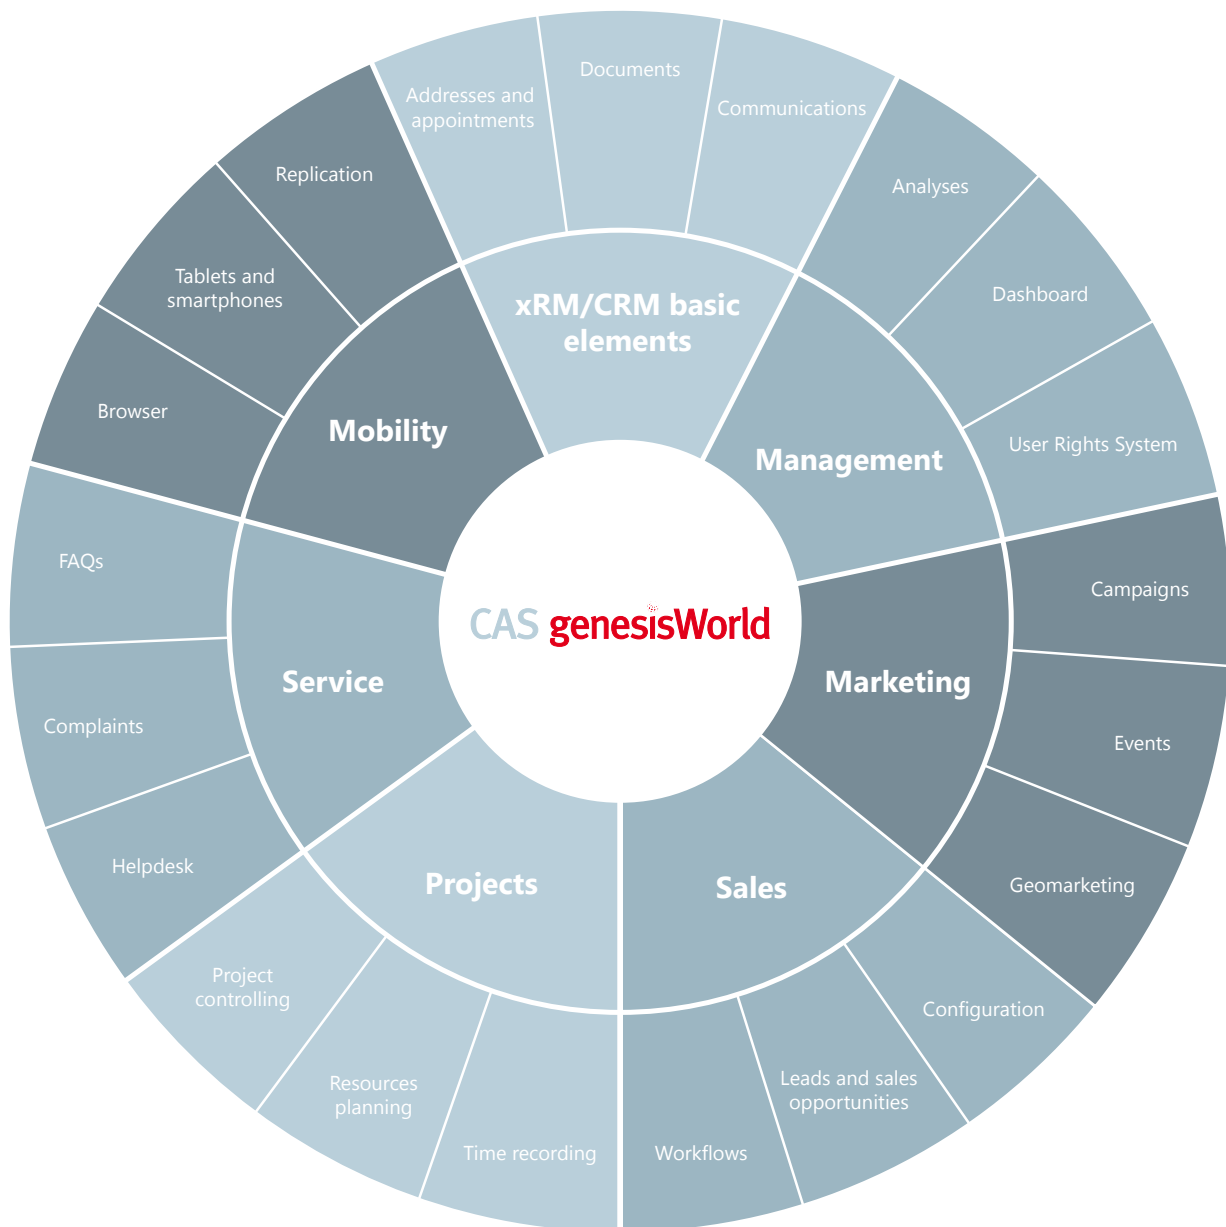 Addresses and
appointments
Documents
Communications
Analyses
Dashboard
User Rights System
Campaigns
Events
Geomarketing
Configuration
Leads and sales
opportunities
Workflows
Time recording
Resources
planning
Project
controlling
Helpdesk
Complaints
FAQs
Browser
Tablets and
smartphones
Replication
xRM/CRM basic
elements
Management
Marketing
Sales
Projects
Service
Mobility
CAS genesisWorld